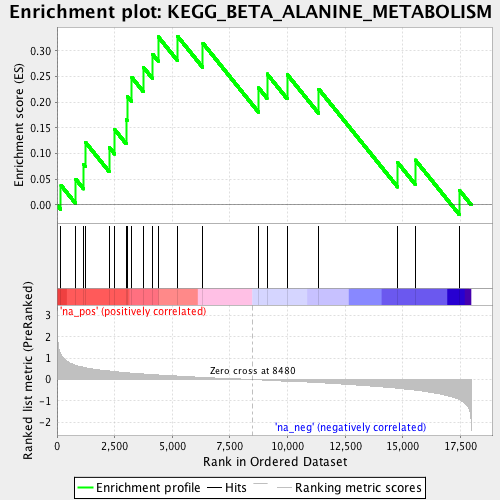 Enrichment plot: KEGG_BETA_ALANINE_METABOLISM
Enrichment score (ES)
0.30
0.25
0.20
0.15
0.10
0.05
0.00
'na_pos' (positively correlated)
Ranked list metric (PreRanked)
3
2
1
0
-1
-2
Zero cross at 8480
'na_neg' (negatively correlated)
0 2,500 5,000 7,500 10,000 12,500 15,000 17,500
Rank in Ordered Dataset
Enrichment profile Hits Ranking metric scores